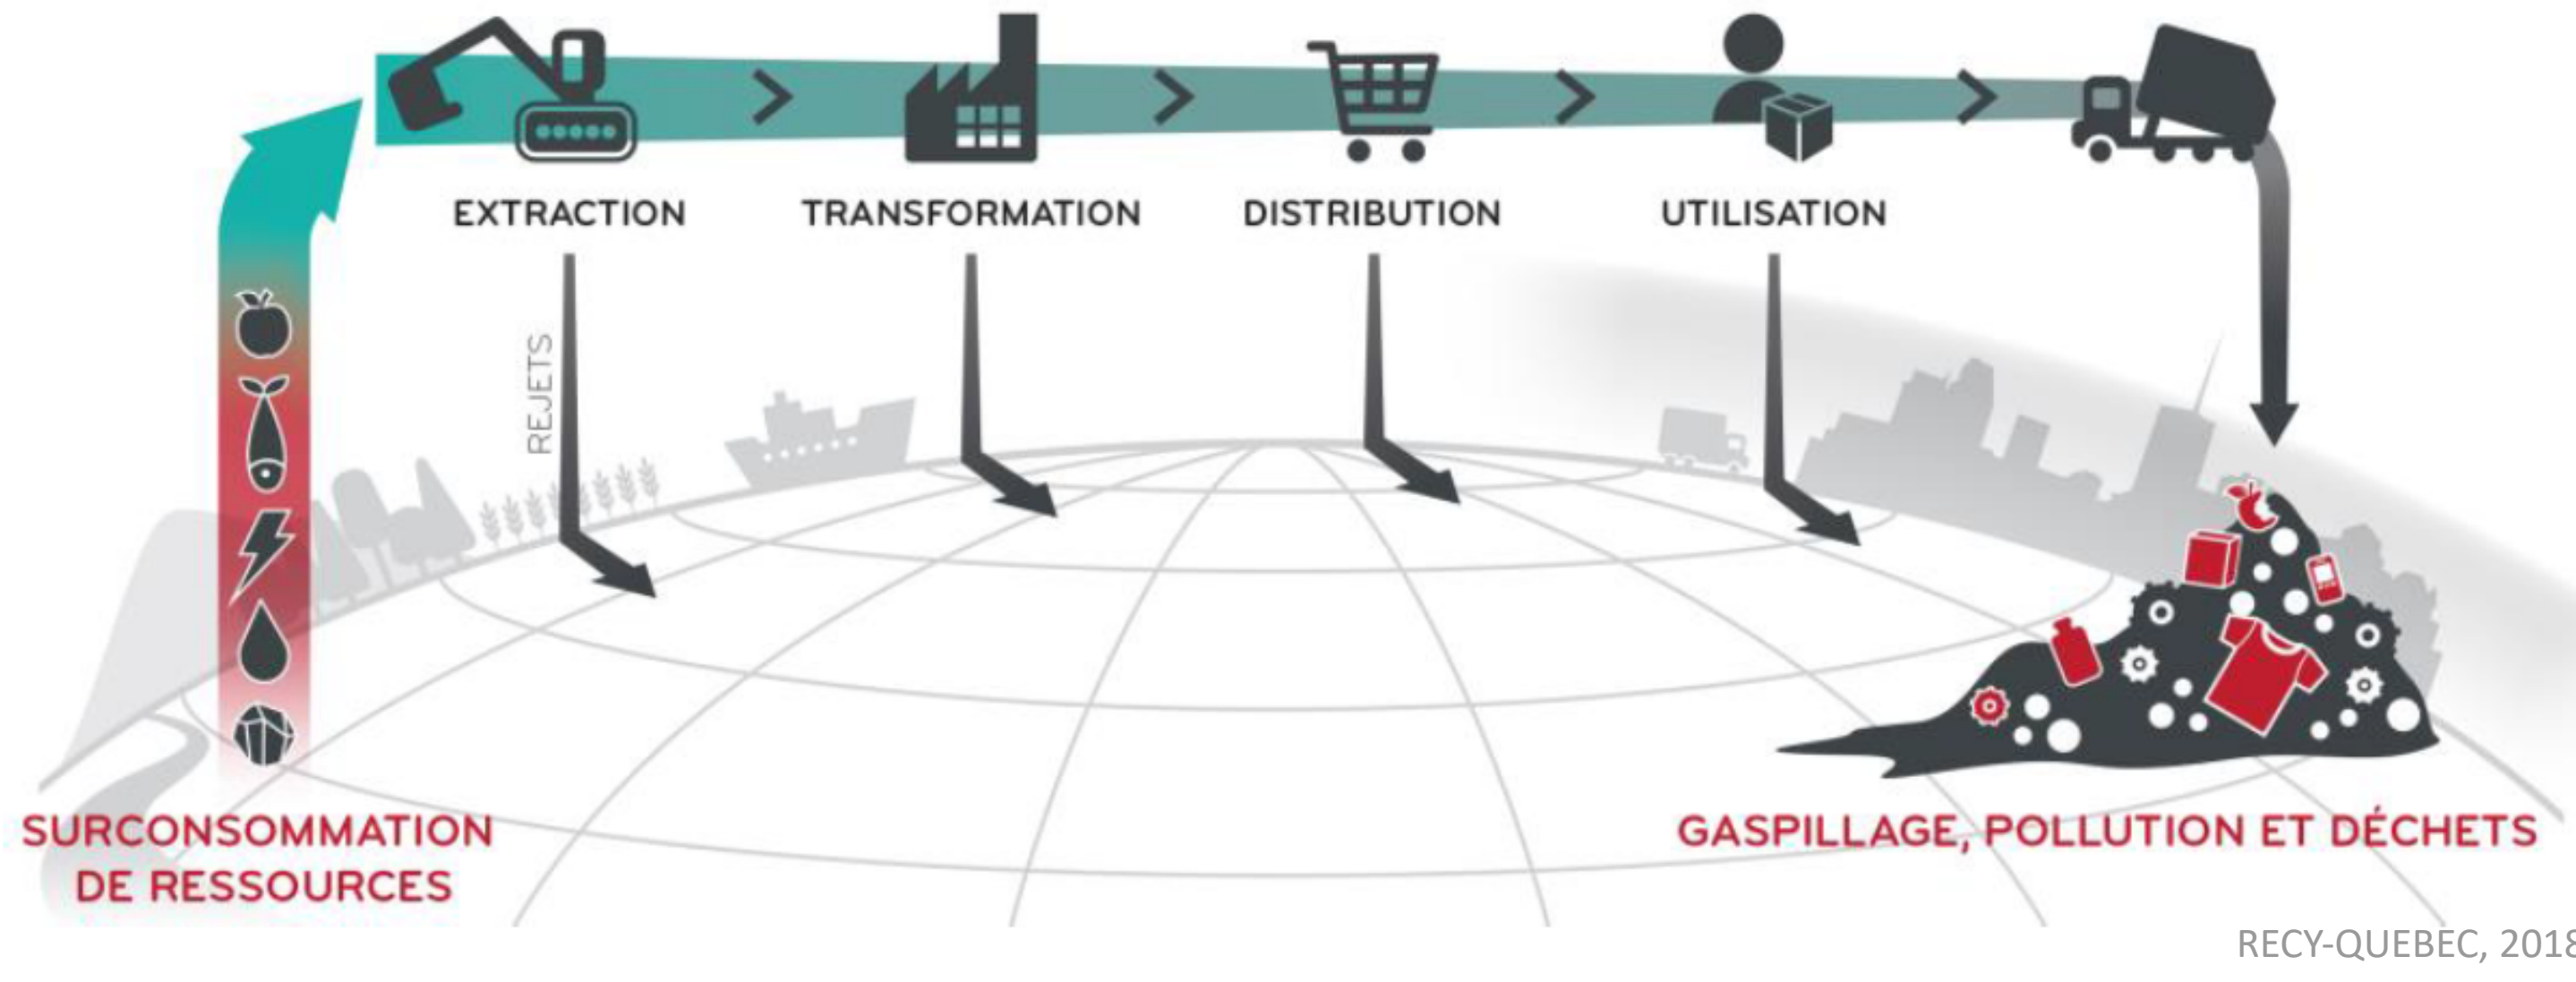 EXTRACTION
TRANSFORMATION
DISTRIBUTION
UTILISATION
REJETS
SURCONSOMMATION
DE RESSOURCES
GASPILLAGE, POLLUTION ET DÉCHETS
RECY-QUEBEC, 2018